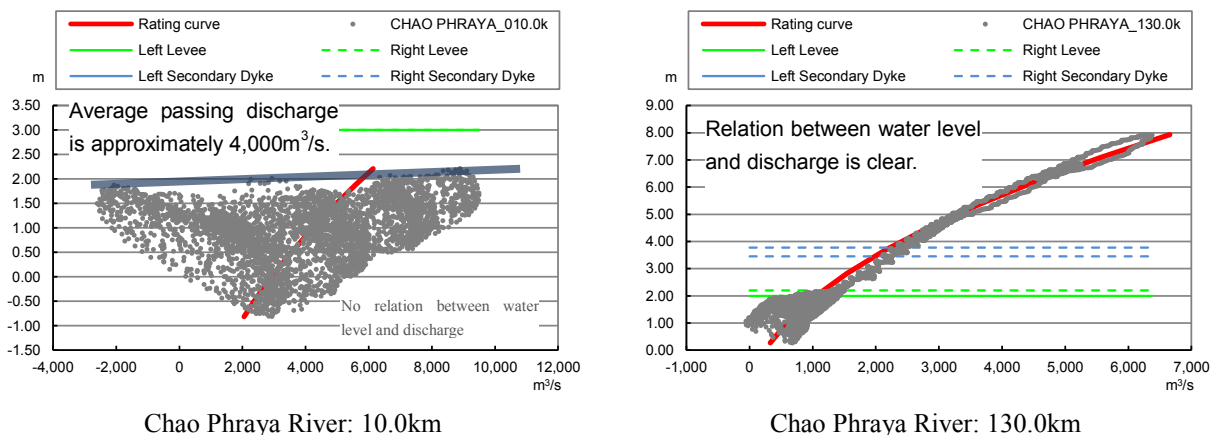 Rating curve
CHAO PHRAYA_010.0k
Left Levee
Right Levee
Left Secondary Dyke
Right Secondary Dyke
m
3.50
3.00
2.50
2.00
1.50
1.00
0.50
0.00
-0.50
-1.00
-1.50
Average passing discharge
is approximately 4,000m³/s.
No relation between water
level and discharge
-4,000 -2,000 0 2,000 4,000 6,000 8,000 10,000 12,000
m³/s
Chao Phraya River: 10.0km
Rating curve
CHAO PHRAYA_130.0k
Left Levee
Right Levee
Left Secondary Dyke
Right Secondary Dyke
m
9.00
8.00
7.00
6.00
5.00
4.00
3.00
2.00
1.00
0.00
Relation between water level
and discharge is clear.
-1,000 0 1,000 2,000 3,000 4,000 5,000 6,000 7,000
m³/s
Chao Phraya River: 130.0km